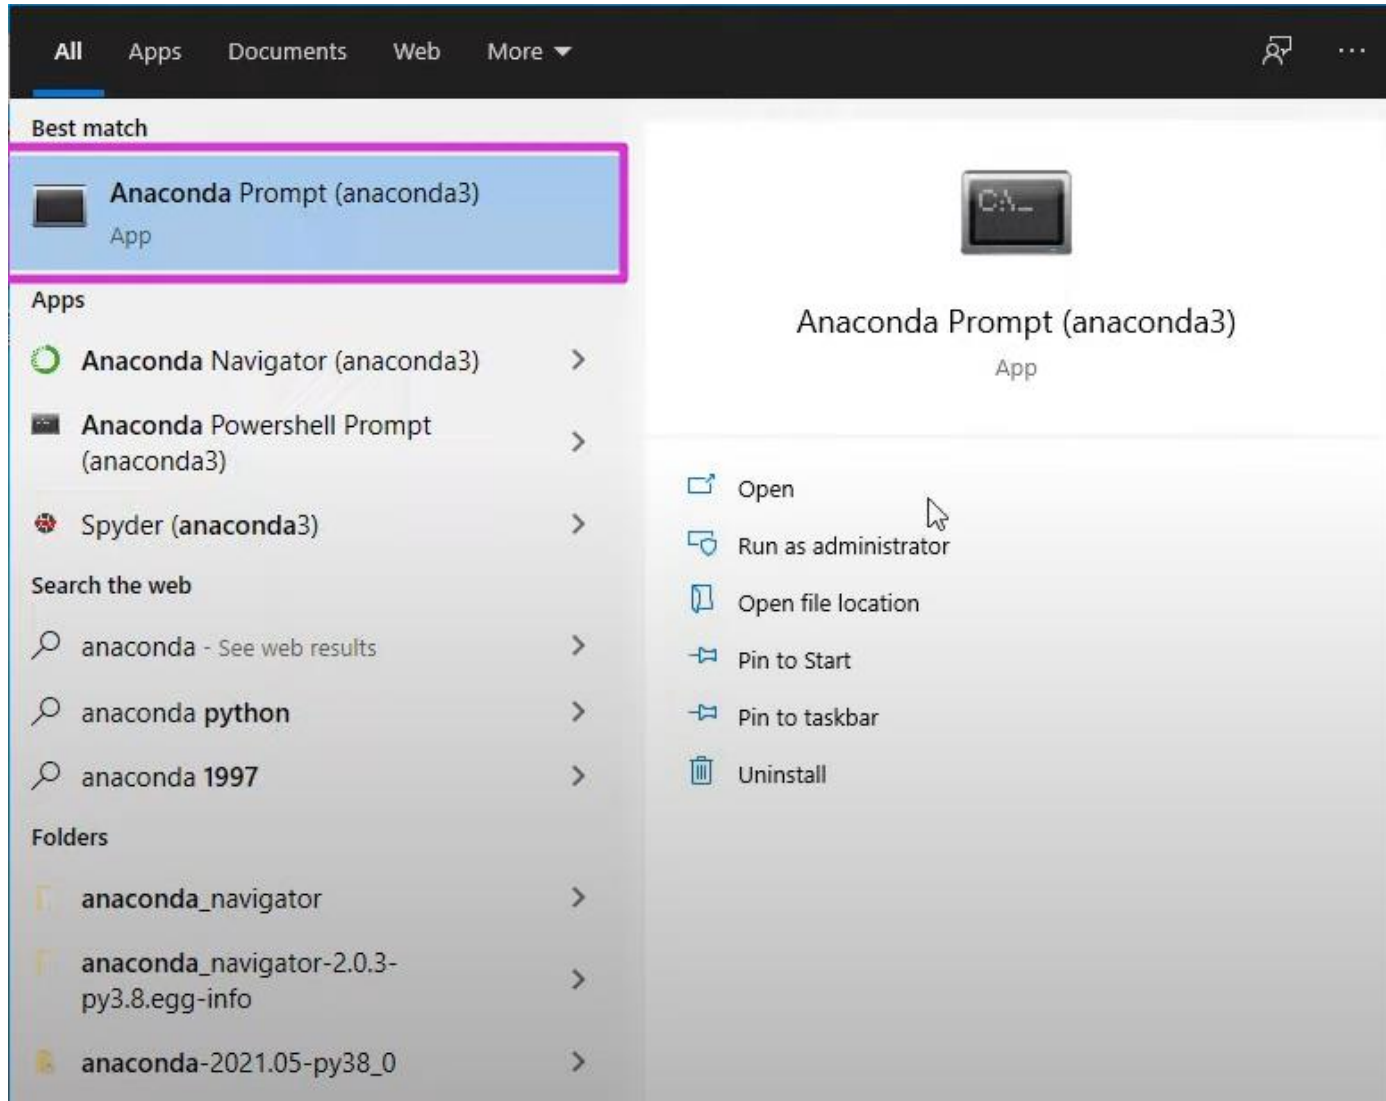 All Apps Documents Web More
Best match
Anaconda Prompt (anaconda3)
App
Apps
Anaconda Navigator (anaconda3)
Anaconda Powershell Prompt
(anaconda3)
Spyder (anaconda3)
Search the web
anaconda - See web results
anaconda python
anaconda 1997
Folders
anaconda_navigator
anaconda_navigator-2.0.3-
py3.8.egg-info
anaconda-2021.05-py38_0
C:\_
Anaconda Prompt (anaconda3)
App
Open
Run as administrator
Open file location
Pin to Start
Pin to taskbar
Uninstall